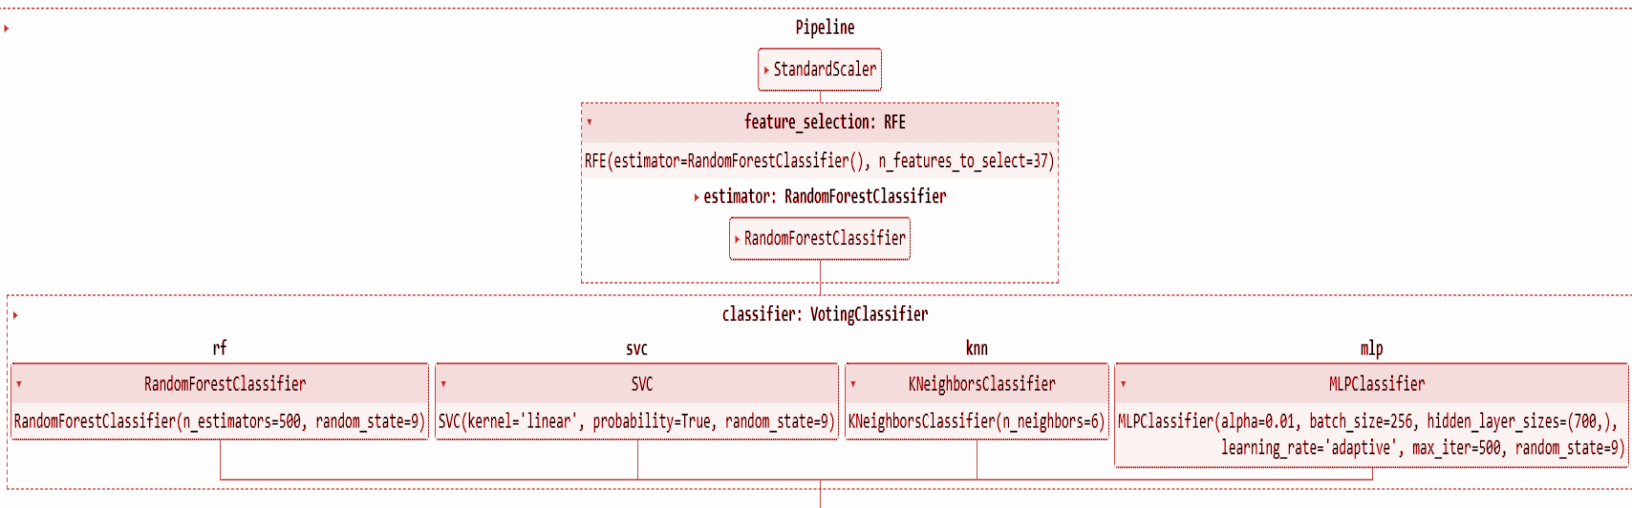 Pipeline
StandardScaler
feature_selection: RFE
RFE(estimator=RandomForestClassifier(), n_features_to_select=37)
estimator: RandomForestClassifier
RandomForestClassifier
classifier: VotingClassifier
rf
RandomForestClassifier
RandomForestClassifier(n_estimators=500, random_state=9)
svc
SVC
SVC(kernel='linear', probability=True, random_state=9)
knn
KNeighborsClassifier
KNeighborsClassifier(n_neighbors=6)
mlp
MLPClassifier
MLPClassifier(alpha=0.01, batch_size=256, hidden_layer_sizes=(700,),
learning_rate='adaptive', max_iter=500, random_state=9)